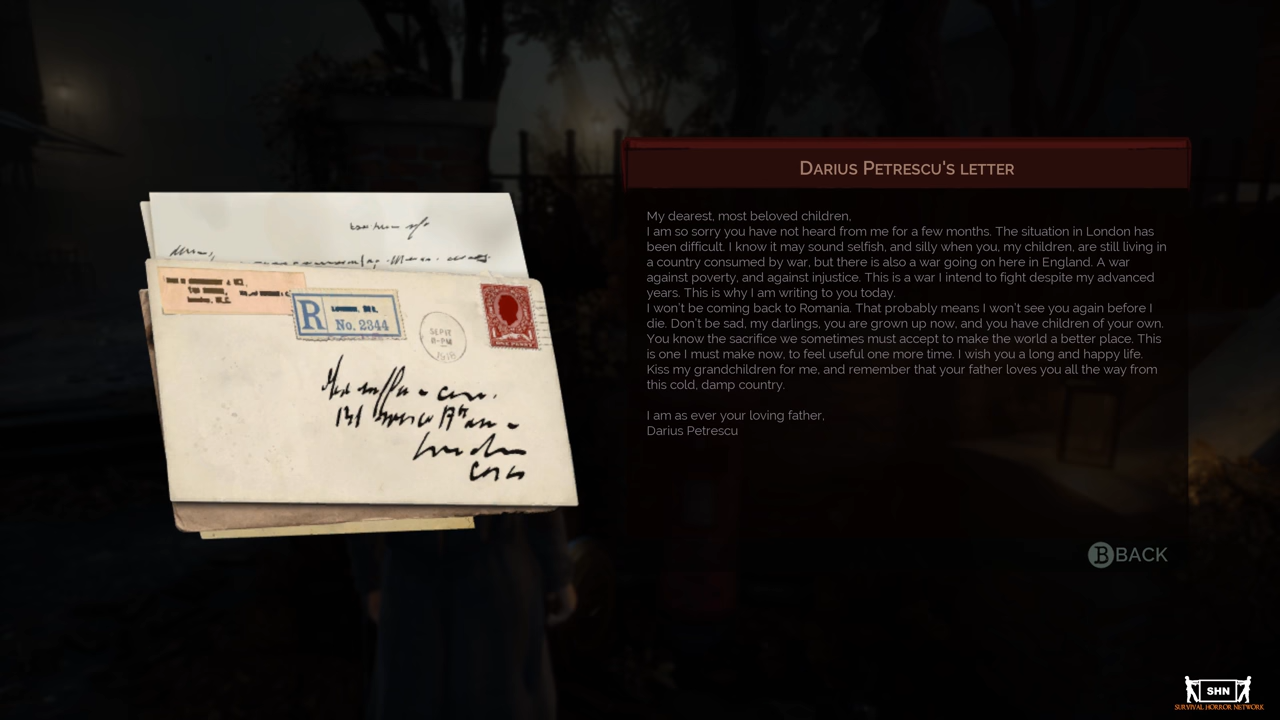 DARIUS PETRESCU'S LETTER
My dearest, most beloved children,
I am so sorry you have not heard from me for a few months. The situation in London has
been difficult. I know it may sound selfish, and silly when you, my children, are still living in
a country consumed by war, but there is also a war going on here in England. A war
against poverty, and against injustice. This is a war I intend to fight despite my advanced
years. This is why I am writing to you today.
I won't be coming back to Romania. That probably means I won't see you again before I
die. Don't be sad, my darlings, you are grown up now, and you have children of your own.
You know the sacrifice we sometimes must accept to make the world a better place. This
is one I must make now, to feel useful one more time. I wish you a long and happy life.
Kiss my grandchildren for me, and remember that your father loves you all the way from
this cold, damp country.
I am as ever your loving father,
Darius Petrescu
R
No. 2344
ONE PENNY
B BACK
SHN
SURVIVAL HORROR NETWORK